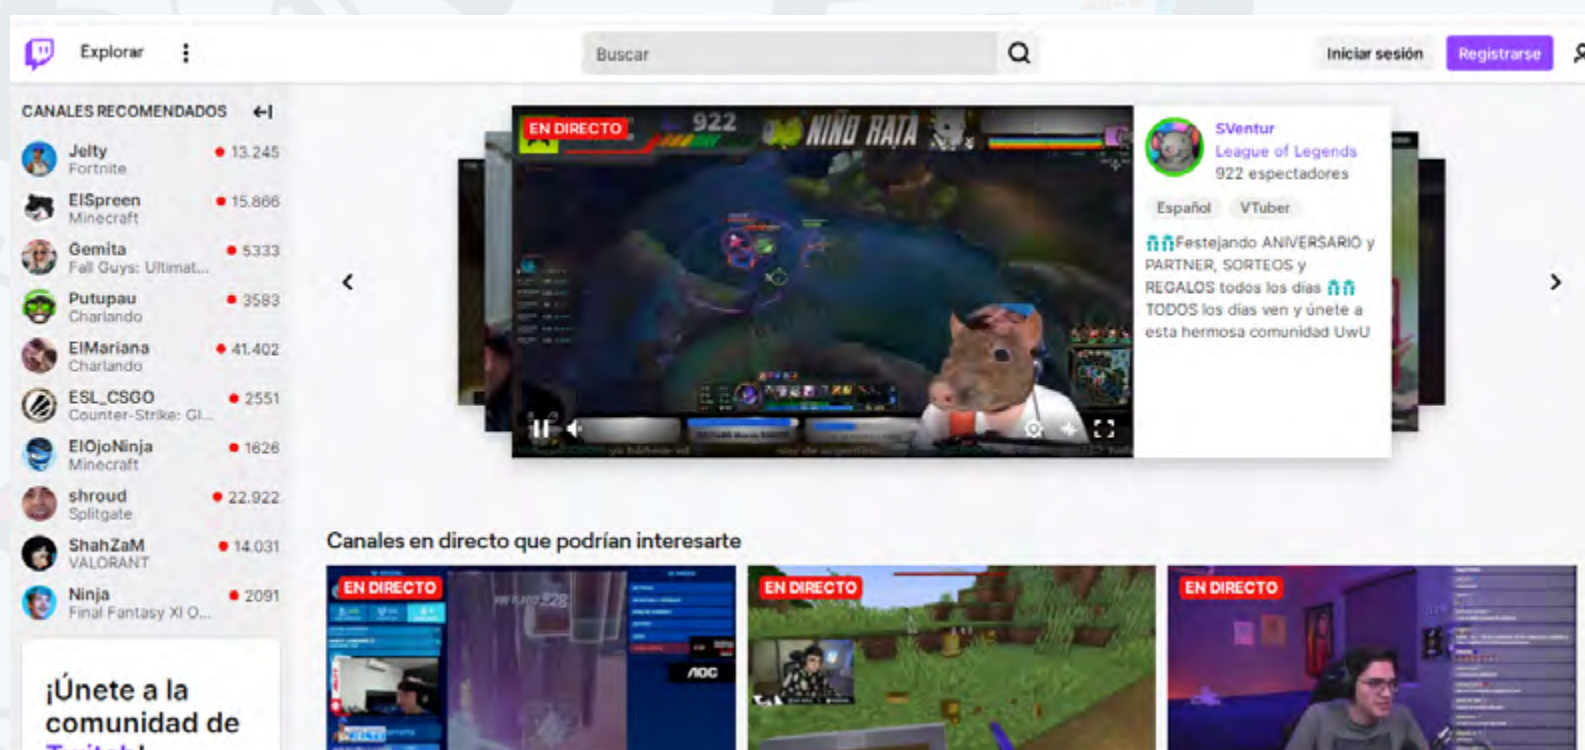 Explorar
Buscar
Iniciar sesión
Registrarse
CANALES RECOMENDADOS
Jelty
13.245
Fortnite
ElSpreen
15.866
Minecraft
Gemita
5333
Fall Guys: Ultimat...
Putupau
3583
Charlando
ElMariana
41.402
Charlando
ESL_CSGO
2551
Counter-Strike: Gl...
ElOjoNinja
1626
Minecraft
shroud
22.922
Splitgate
ShahZaM
14.031
VALORANT
Ninja
2091
Final Fantasy XI O...
¡Únete a la
comunidad de
Twitch!
EN DIRECTO
922
NIÑO RATA
SVentur
League of Legends
922 espectadores
Español
VTuber
Festejando ANIVERSARIO y
PARTNER, SORTEOS y
REGALOS todos los días
TODOS los días ven y únete a
esta hermosa comunidad UwU
Canales en directo que podrían interesarte
EN DIRECTO
AOC
JELTY
EN DIRECTO
EN DIRECTO